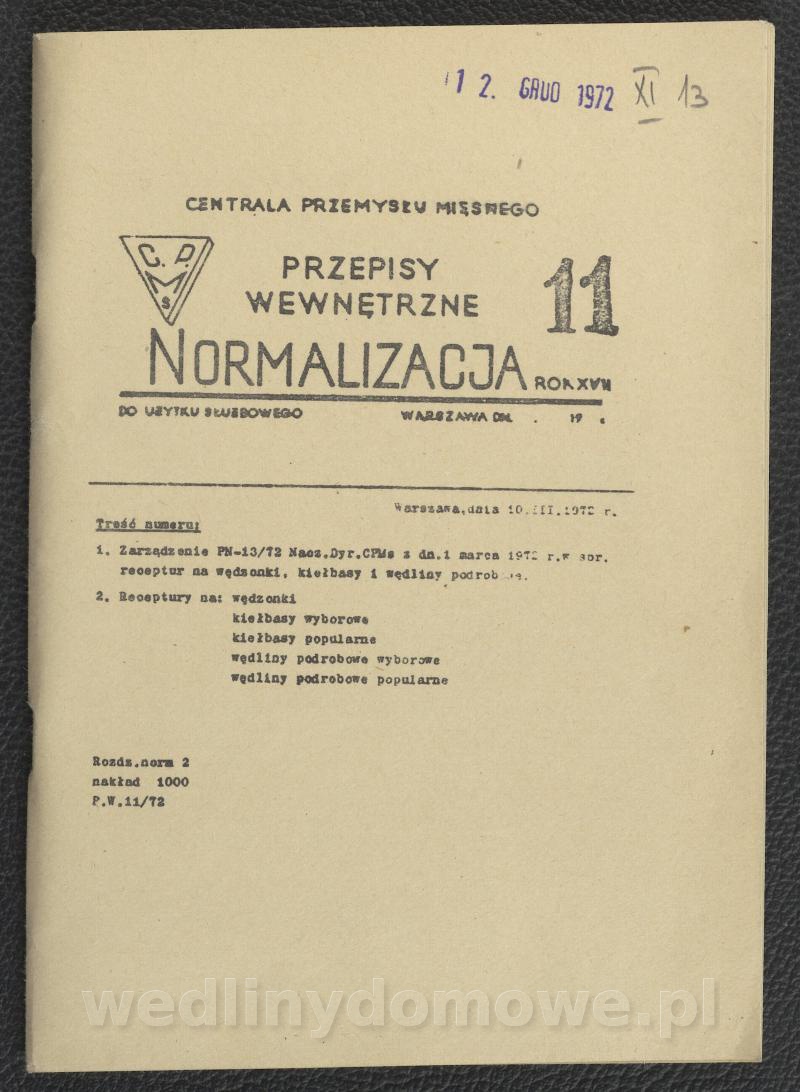 12. GRUD 1972 XI 13
CENTRALA PRZEMYSŁU MIĘSNEGO
C.P.
M
s
PRZEPISY
WEWNĘTRZNE
11
NORMALIZACJA ROK XVII
DO UŻYTKU SŁUŻBOWEGO WARSZAWA DN. . 19 .
Warszawa,dnia 10.III.1972 r.
Treść numeru:
1. Zarządzenie PN-13/72 Nacz.Dyr.CPMs z dn.1 marca 1972 r.w spr.
receptur na wędzonki, kiełbasy i wędliny podrobowe.
2. Receptury na: wędzonki
kiełbasy wyborowe
kiełbasy popularne
wędliny podrobowe wyborowe
wędliny podrobowe popularne
Rozdz.norm 2
nakład 1000
P.W.11/72
wedlinydomowe.pl